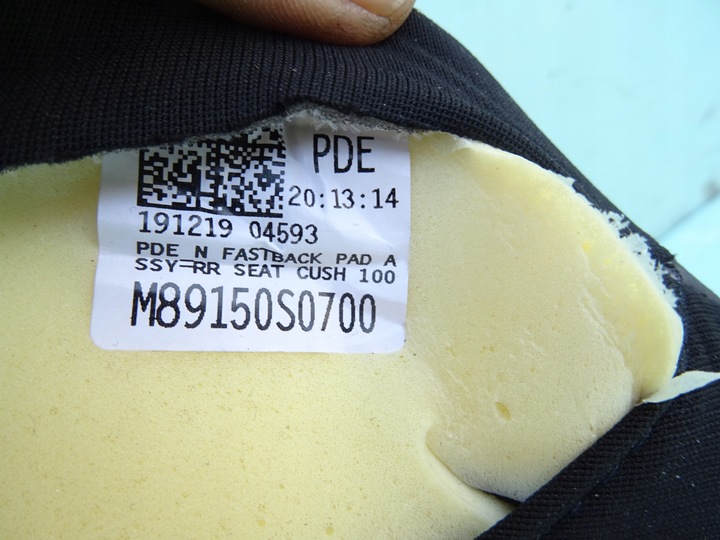 PDE
20:13:14
191219 04593
PDE N FASTBACK PAD A
SSY-RR SEAT CUSH 100
M89150S0700